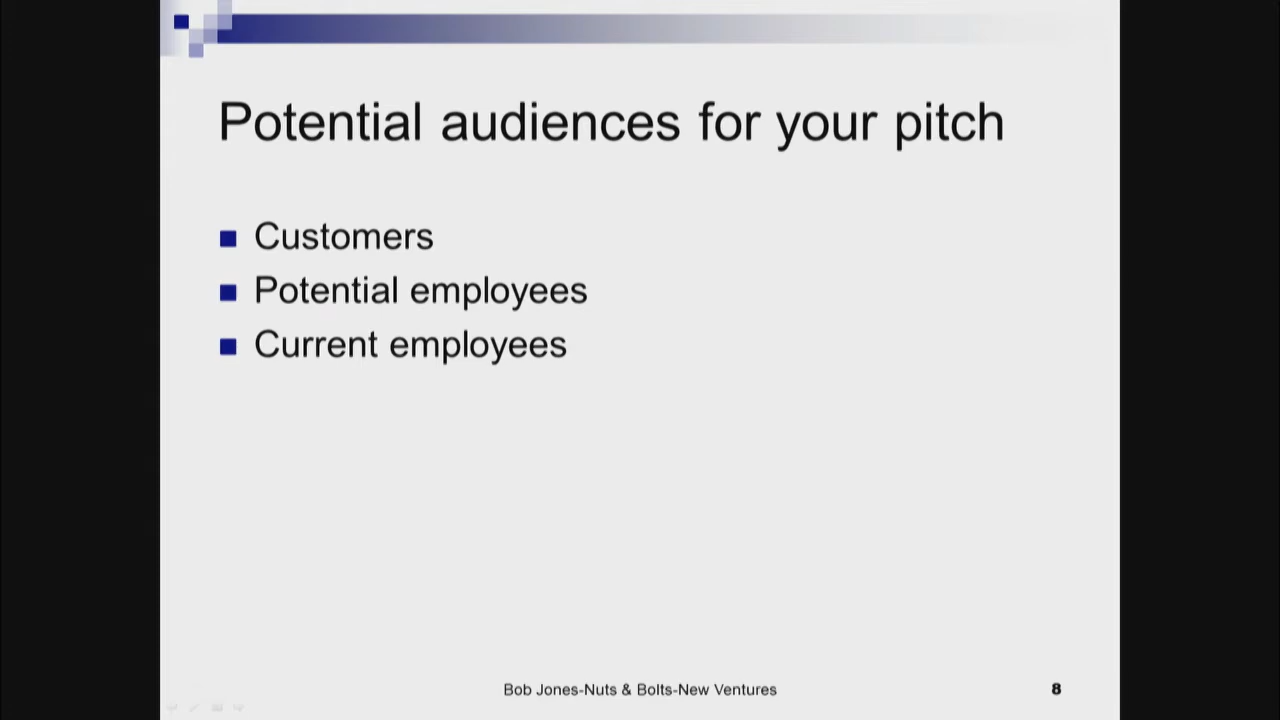 Potential audiences for your pitch
Customers
Potential employees
Current employees
Bob Jones-Nuts & Bolts-New Ventures
8